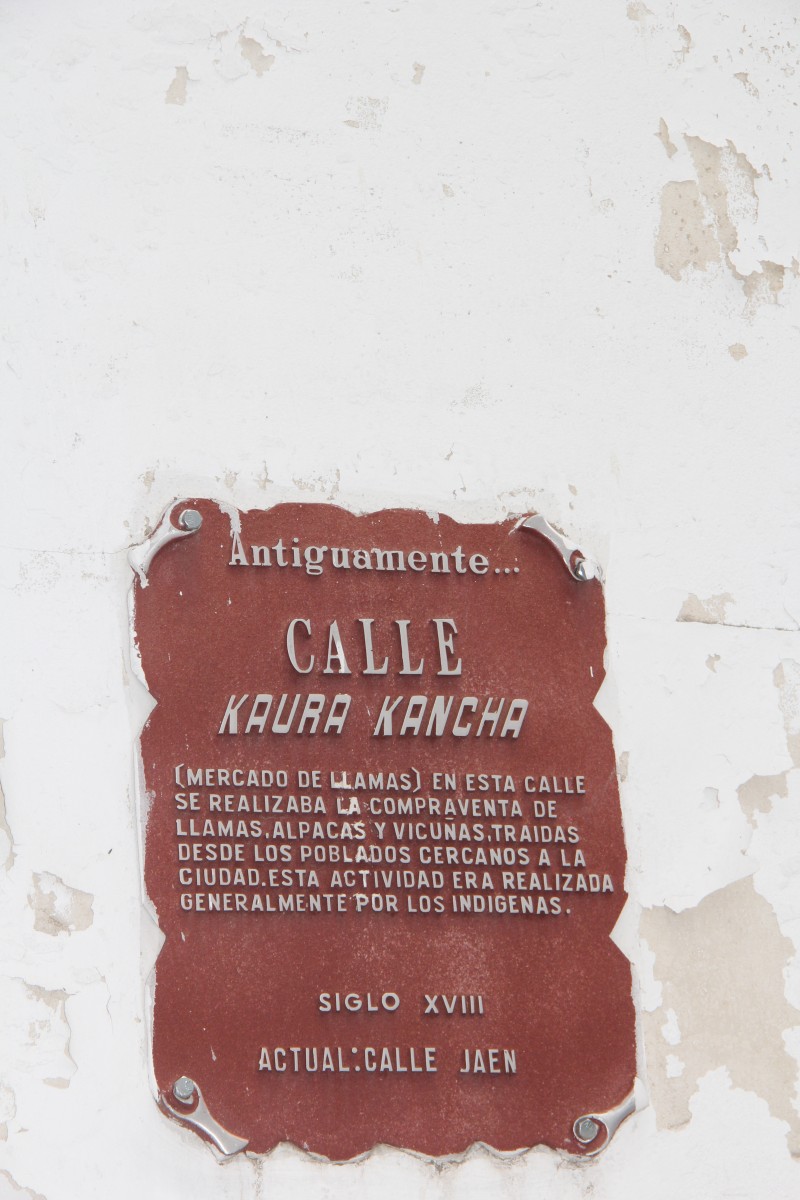 Antiguamente...
CALLE
KAURA KANCHA
(MERCADO DE LLAMAS) EN ESTA CALLE
SE REALIZABA LA COMPRAVENTA DE
LLAMAS,ALPACAS Y VICUÑAS,TRAIDAS
DESDE LOS POBLADOS CERCANOS A LA
CIUDAD.ESTA ACTIVIDAD ERA REALIZADA
GENERALMENTE POR LOS INDIGENAS.
SIGLO XVIII
ACTUAL:CALLE JAEN